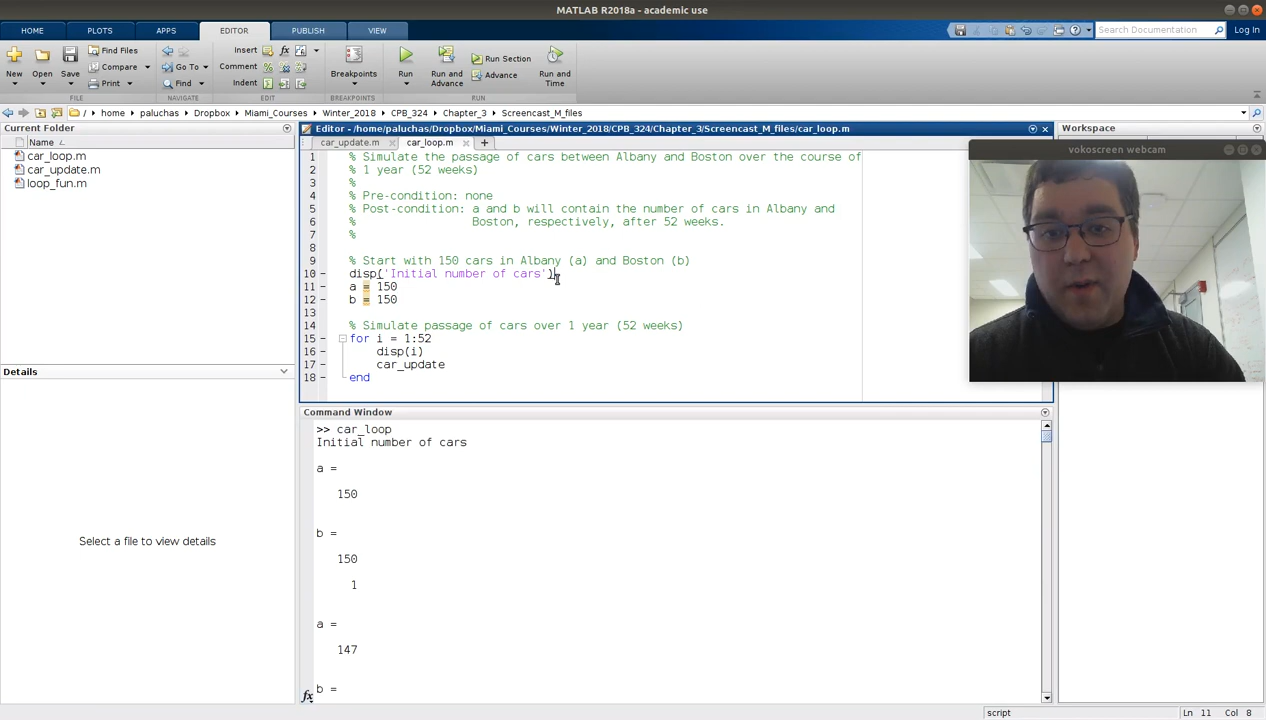 MATLAB R2018a - academic use
HOME PLOTS APPS EDITOR PUBLISH VIEW
Search Documentation Log In
New Open Save Find Files Compare Print
Go To Find
Insert fx Comment Indent
Breakpoints
Run Run and Advance Run Section Advance Run and Time
FILE NAVIGATE EDIT BREAKPOINTS RUN
/ home paluchas Dropbox Miami_Courses Winter_2018 CPB_324 Chapter_3 Screencast_M_files
Current Folder
Name
car_loop.m
car_update.m
loop_fun.m
Details
Select a file to view details
Editor - /home/paluchas/Dropbox/Miami_Courses/Winter_2018/CPB_324/Chapter_3/Screencast_M_files/car_loop.m
car_update.m car_loop.m
1 % Simulate the passage of cars between Albany and Boston over the course of
2 % 1 year (52 weeks)
3 %
4 % Pre-condition: none
5 % Post-condition: a and b will contain the number of cars in Albany and
6 % Boston, respectively, after 52 weeks.
7 %
8
9 % Start with 150 cars in Albany (a) and Boston (b)
10 disp('Initial number of cars')
11 a = 150
12 b = 150
13
14 % Simulate passage of cars over 1 year (52 weeks)
15 for i = 1:52
16 disp(i)
17 car_update
18 end
Command Window
>> car_loop
Initial number of cars
a =
150
b =
150
1
a =
147
fx b =
Workspace
vokoscreen webcam
script Ln 11 Col 8